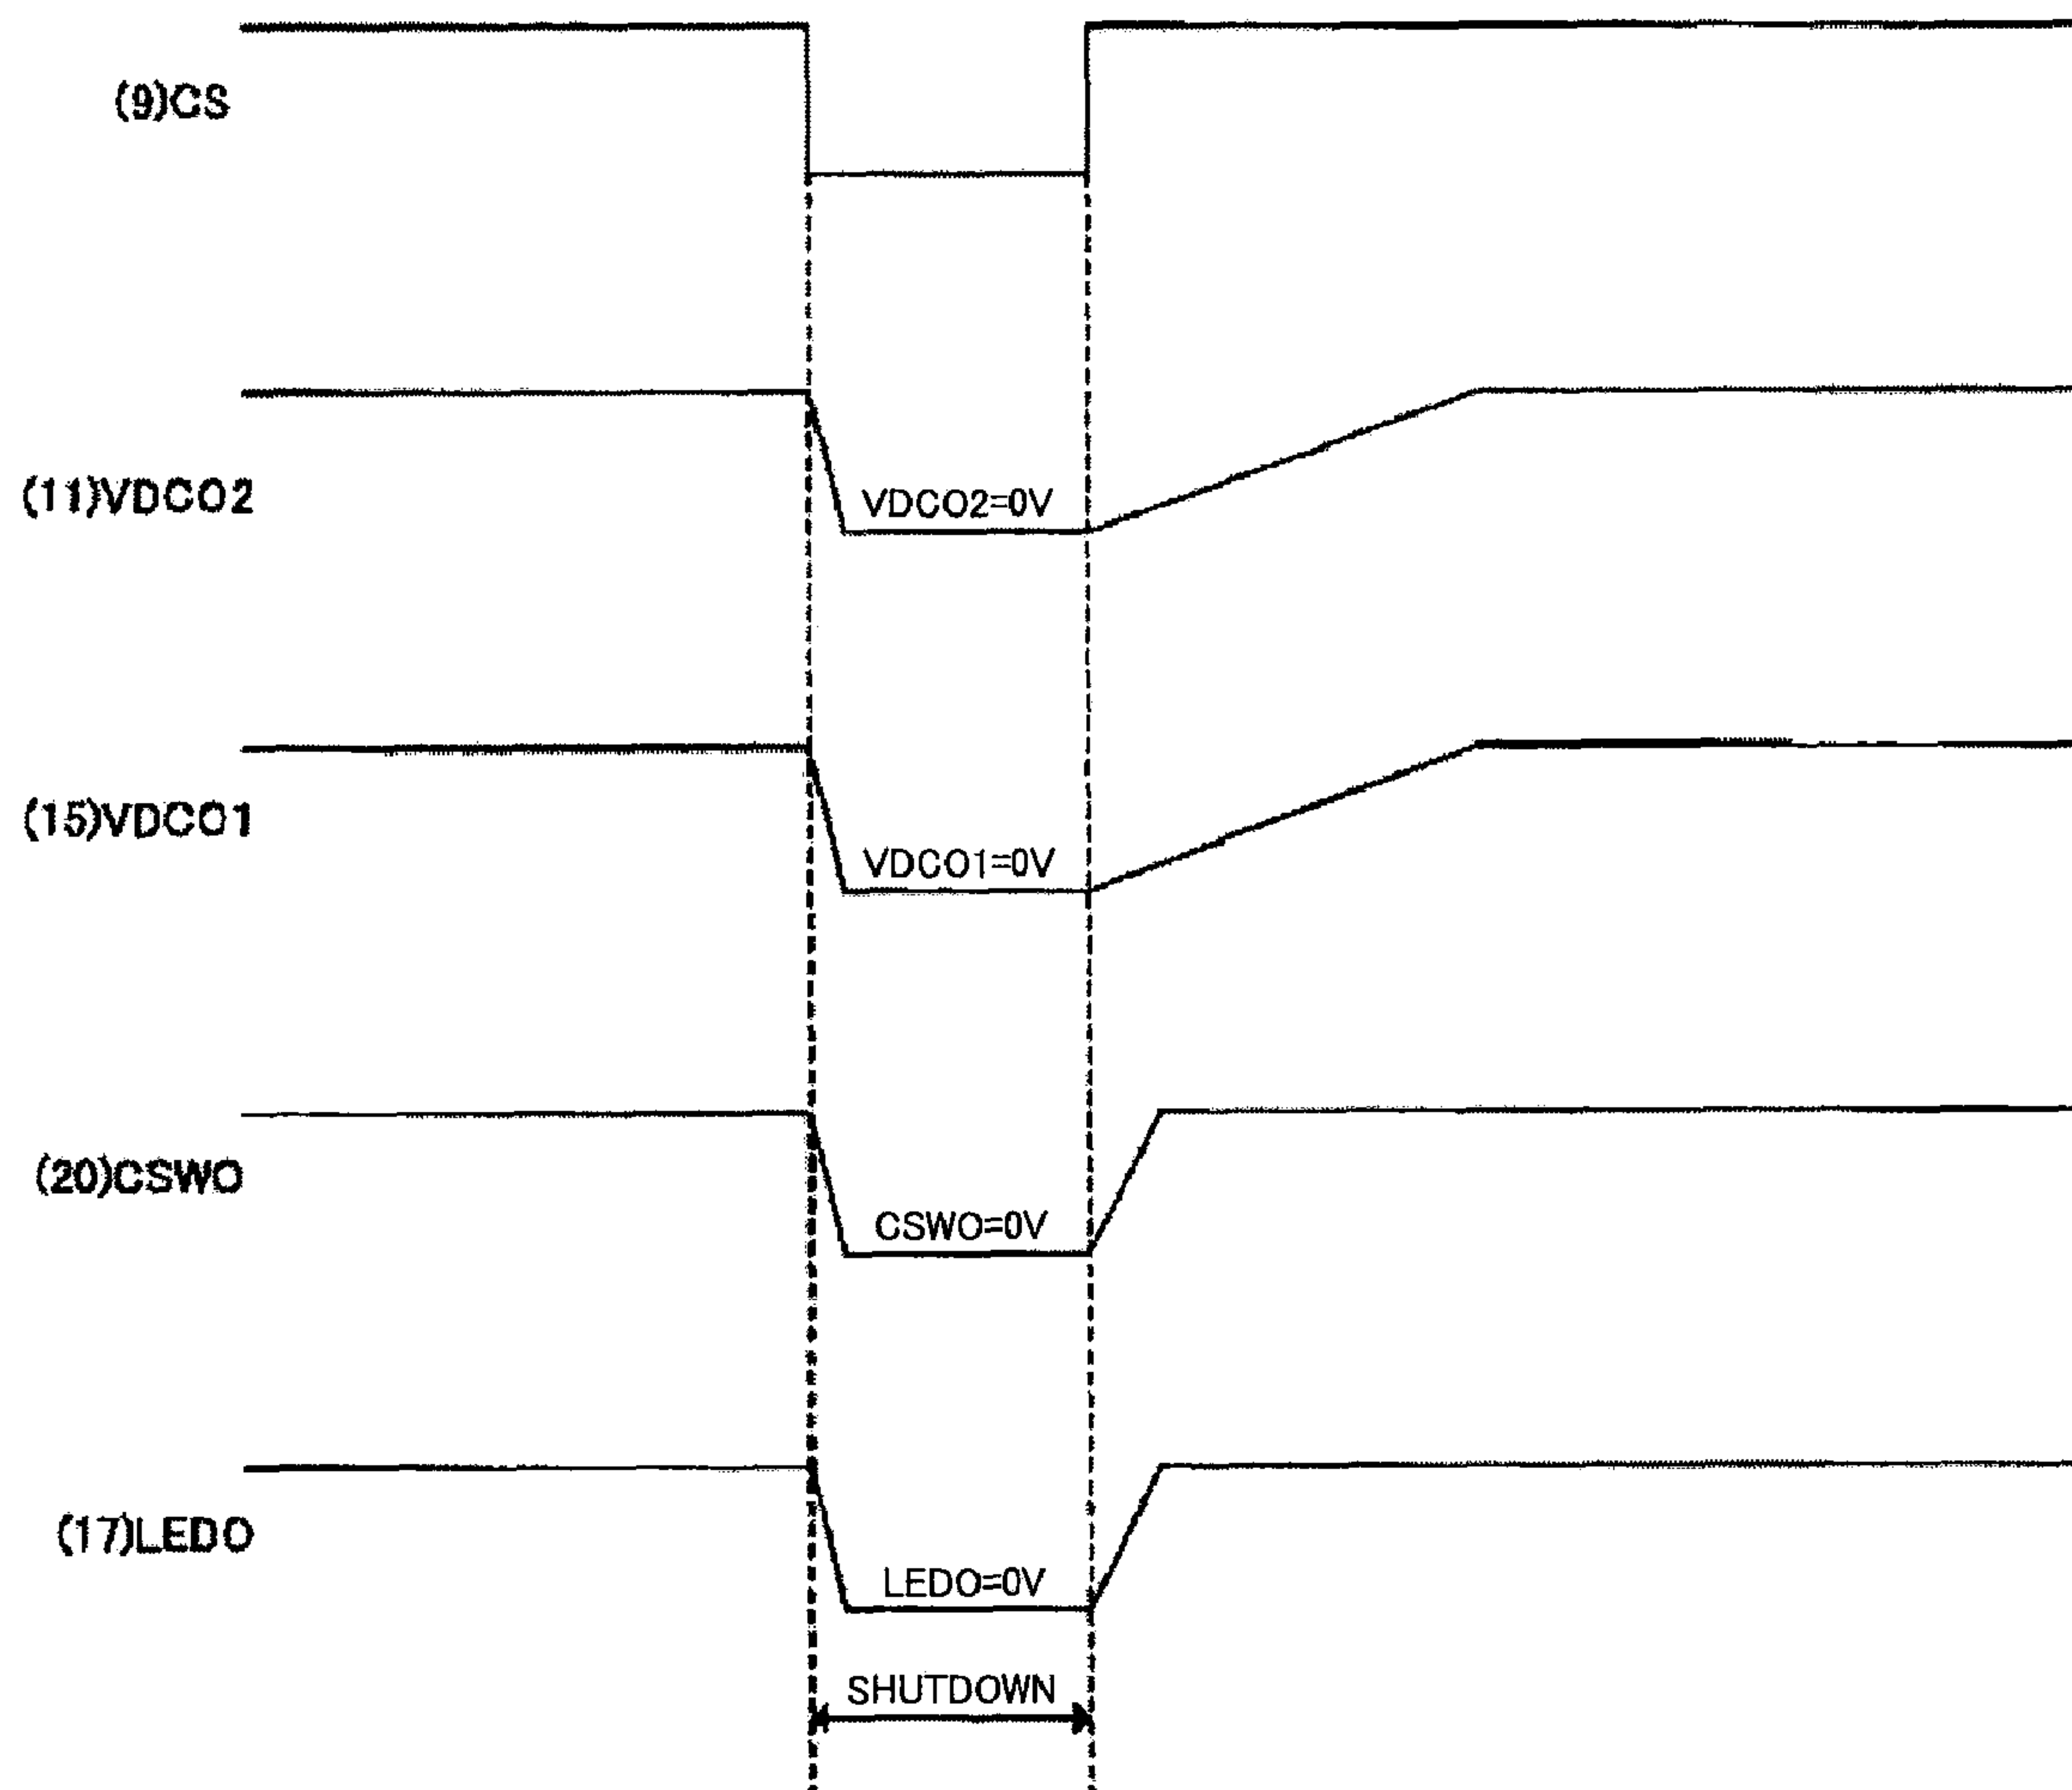 (9)CS
(11)VDCO2
VDCO2=0V
(15)VDCO1
VDCO1=0V
(20)CSWO
CSWO=0V
(17)LEDO
LEDO=0V
SHUTDOWN